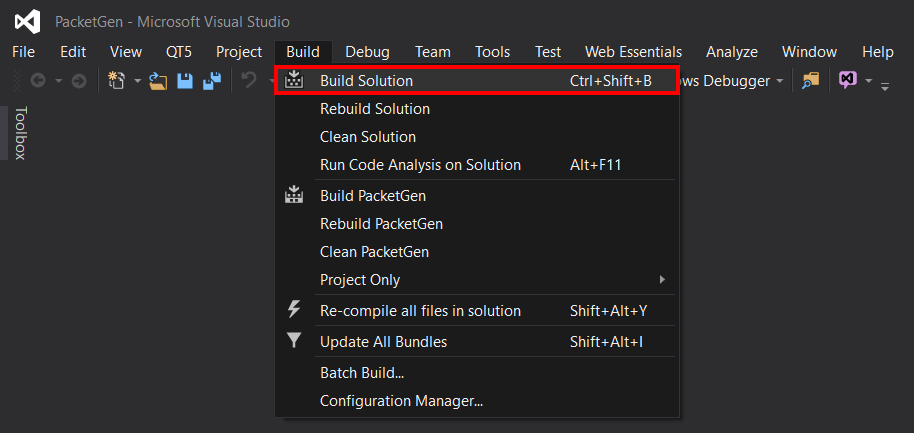 PacketGen - Microsoft Visual Studio
File Edit View QT5 Project Build Debug Team Tools Test Web Essentials Analyze Window Help
Build Solution Ctrl+Shift+B
ws Debugger
Toolbox
Rebuild Solution
Clean Solution
Run Code Analysis on Solution Alt+F11
Build PacketGen
Rebuild PacketGen
Clean PacketGen
Project Only
Re-compile all files in solution Shift+Alt+Y
Update All Bundles Shift+Alt+I
Batch Build...
Configuration Manager...